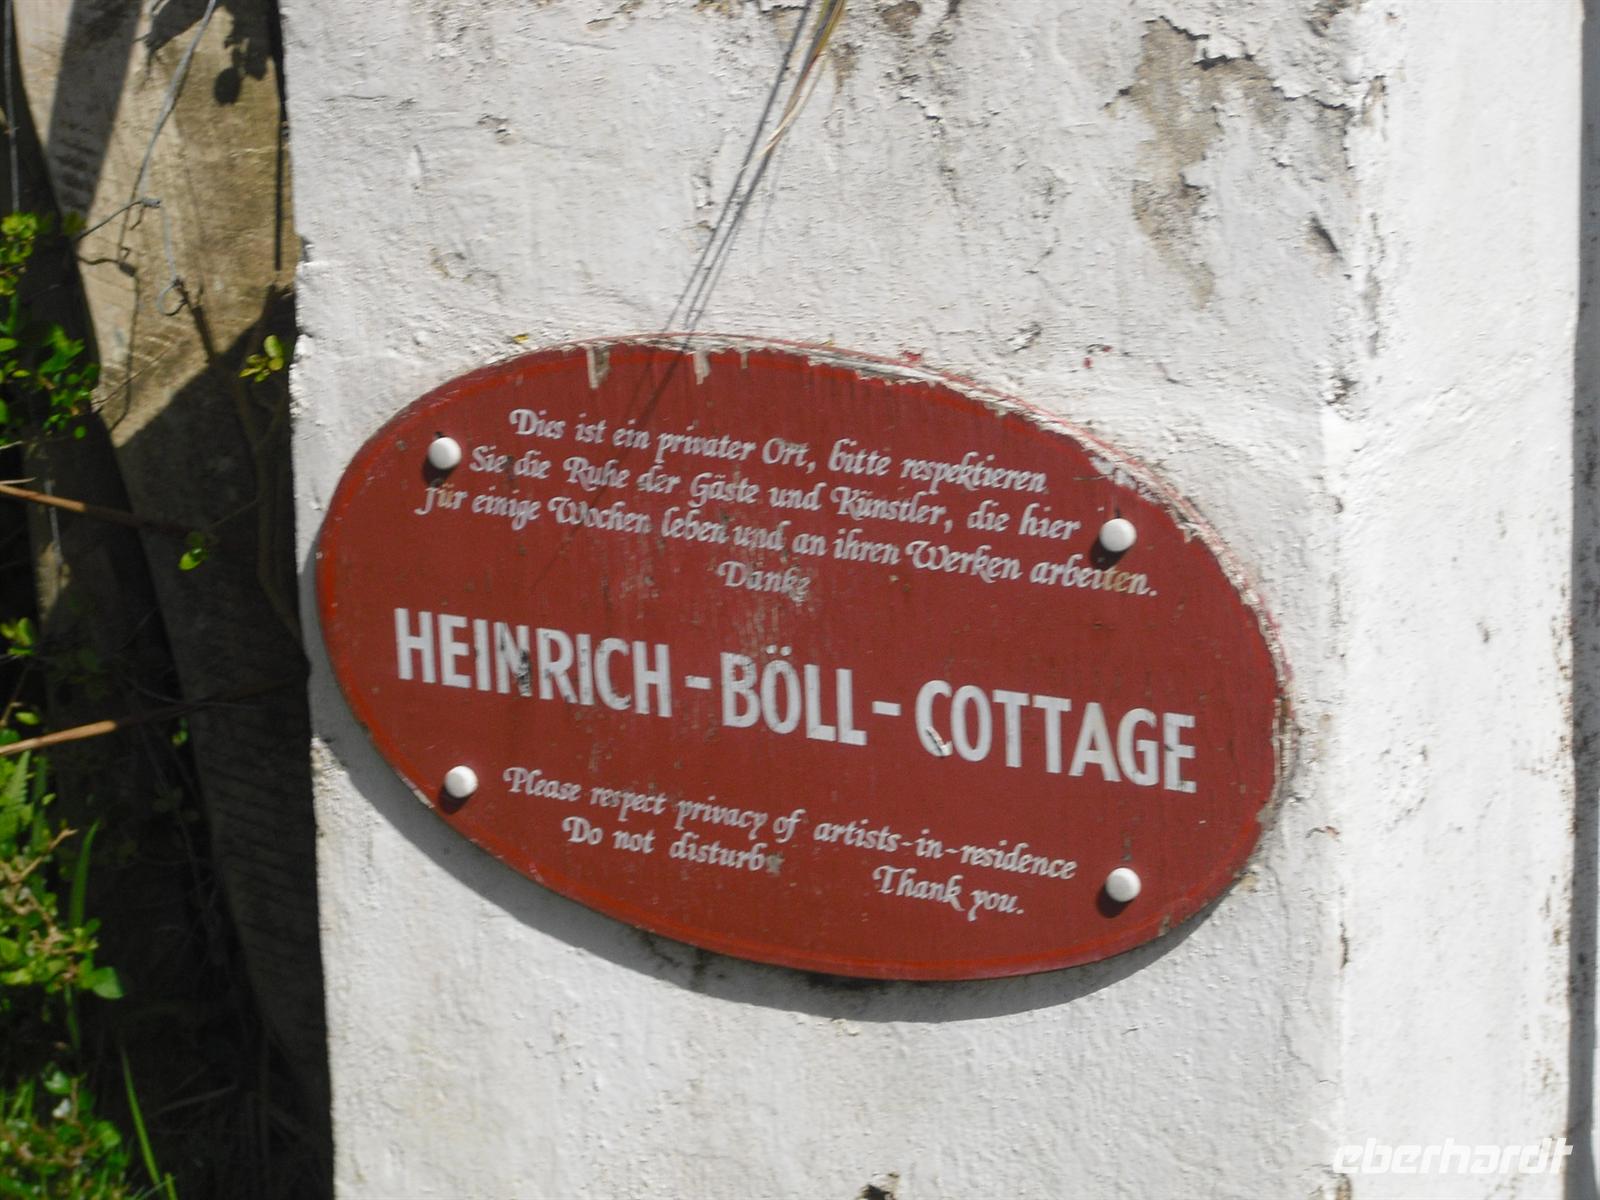 Dies ist ein privater Ort, bitte respektieren
Sie die Ruhe der Gäste und Künstler, die hier
für einige Wochen leben und an ihren Werken arbeiten.
Danke
HEINRICH-BÖLL-COTTAGE
Please respect privacy of artists-in-residence
Do not disturb
Thank you.
eberhardt